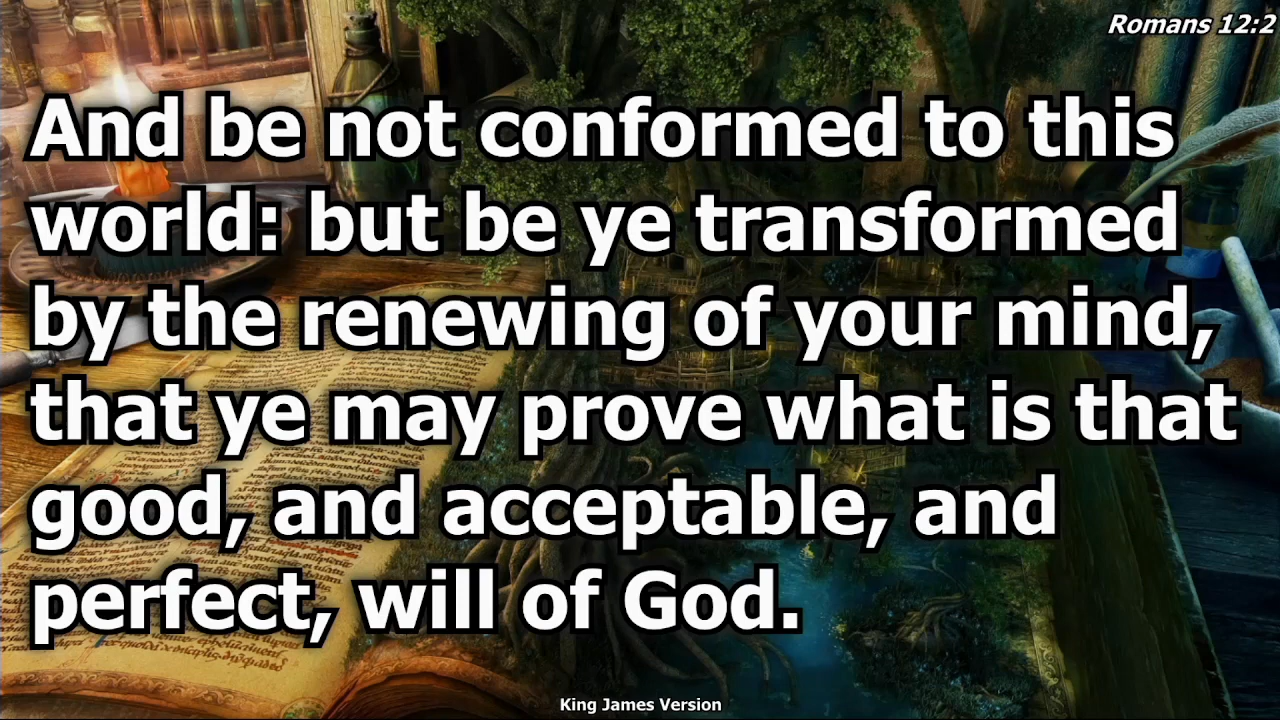 Romans 12:2
And be not conformed to this
world: but be ye transformed
by the renewing of your mind,
that ye may prove what is that
good, and acceptable, and
perfect, will of God.
King James Version